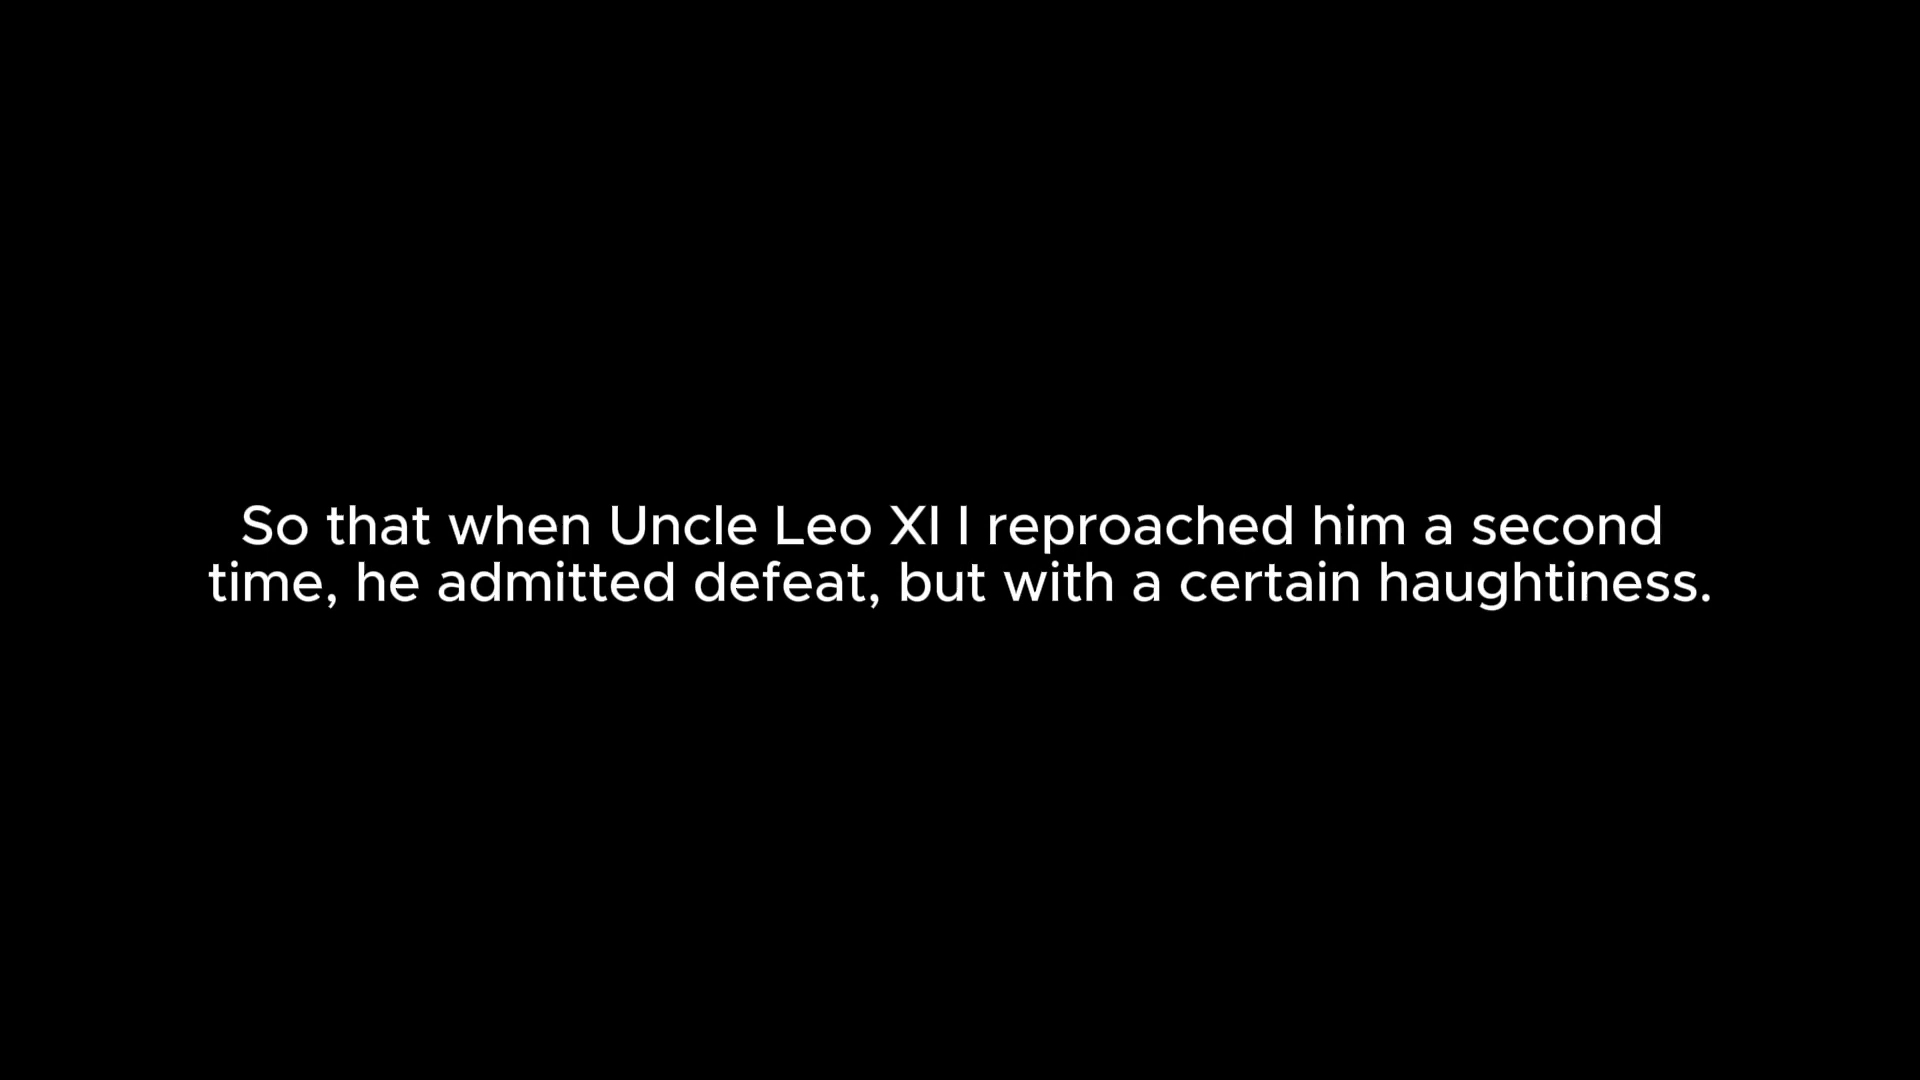 So that when Uncle Leo XI I reproached him a second
time, he admitted defeat, but with a certain haughtiness.